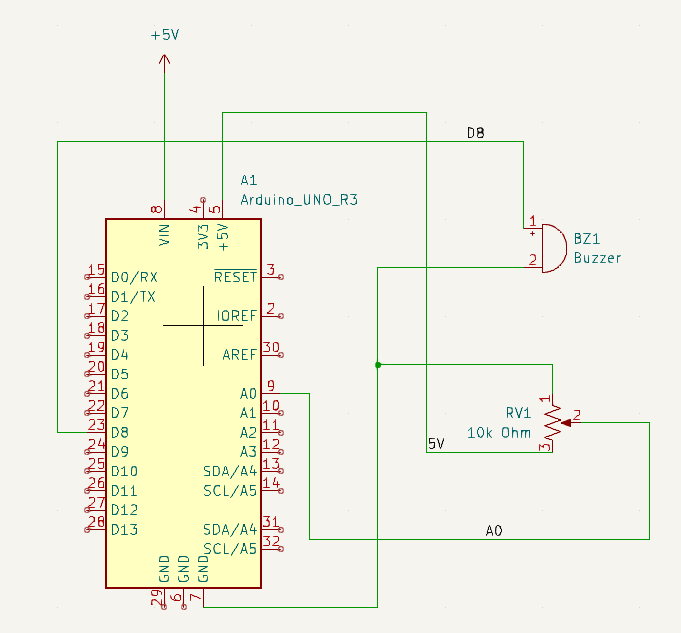 +5V
D8
A1
Arduino_UNO_R3
8
4
5
VIN
3V3
+5V
1
+
BZ1
Buzzer
2
15
D0/RX
RESET
3
16
D1/TX
17
D2
IOREF
2
18
D3
19
D4
AREF
30
20
D5
21
D6
A0
9
22
D7
A1
10
1
RV1
2
23
D8
A2
11
10k Ohm
24
D9
A3
12
5V
3
25
D10
SDA/A4
13
26
D11
SCL/A5
14
27
D12
28
D13
SDA/A4
31
A0
SCL/A5
32
GND
GND
GND
29
6
7